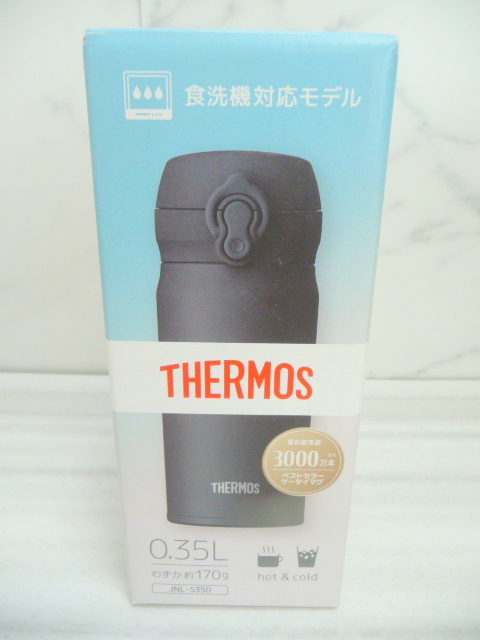 食洗機対応モデル
THERMOS
累計販売数
3000万本 ※1
ベストセラー
ケータイマグ
THERMOS
0.35L
わずか約170g
JNL-S350
hot & cold